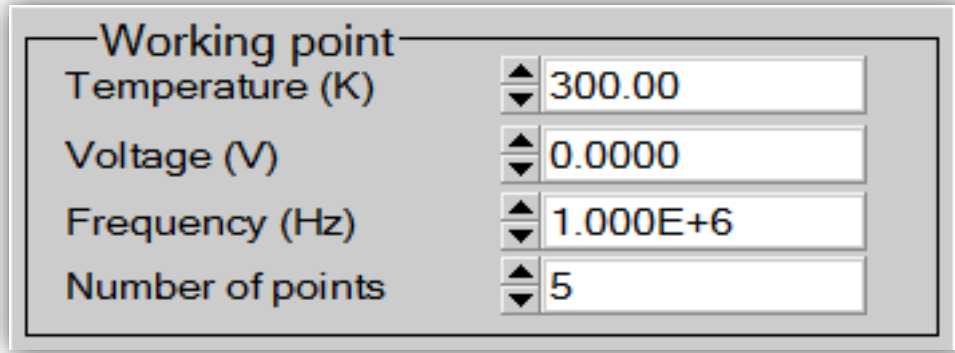 Working point
Temperature (K) 300.00
Voltage (V) 0.0000
Frequency (Hz) 1.000E+6
Number of points 5